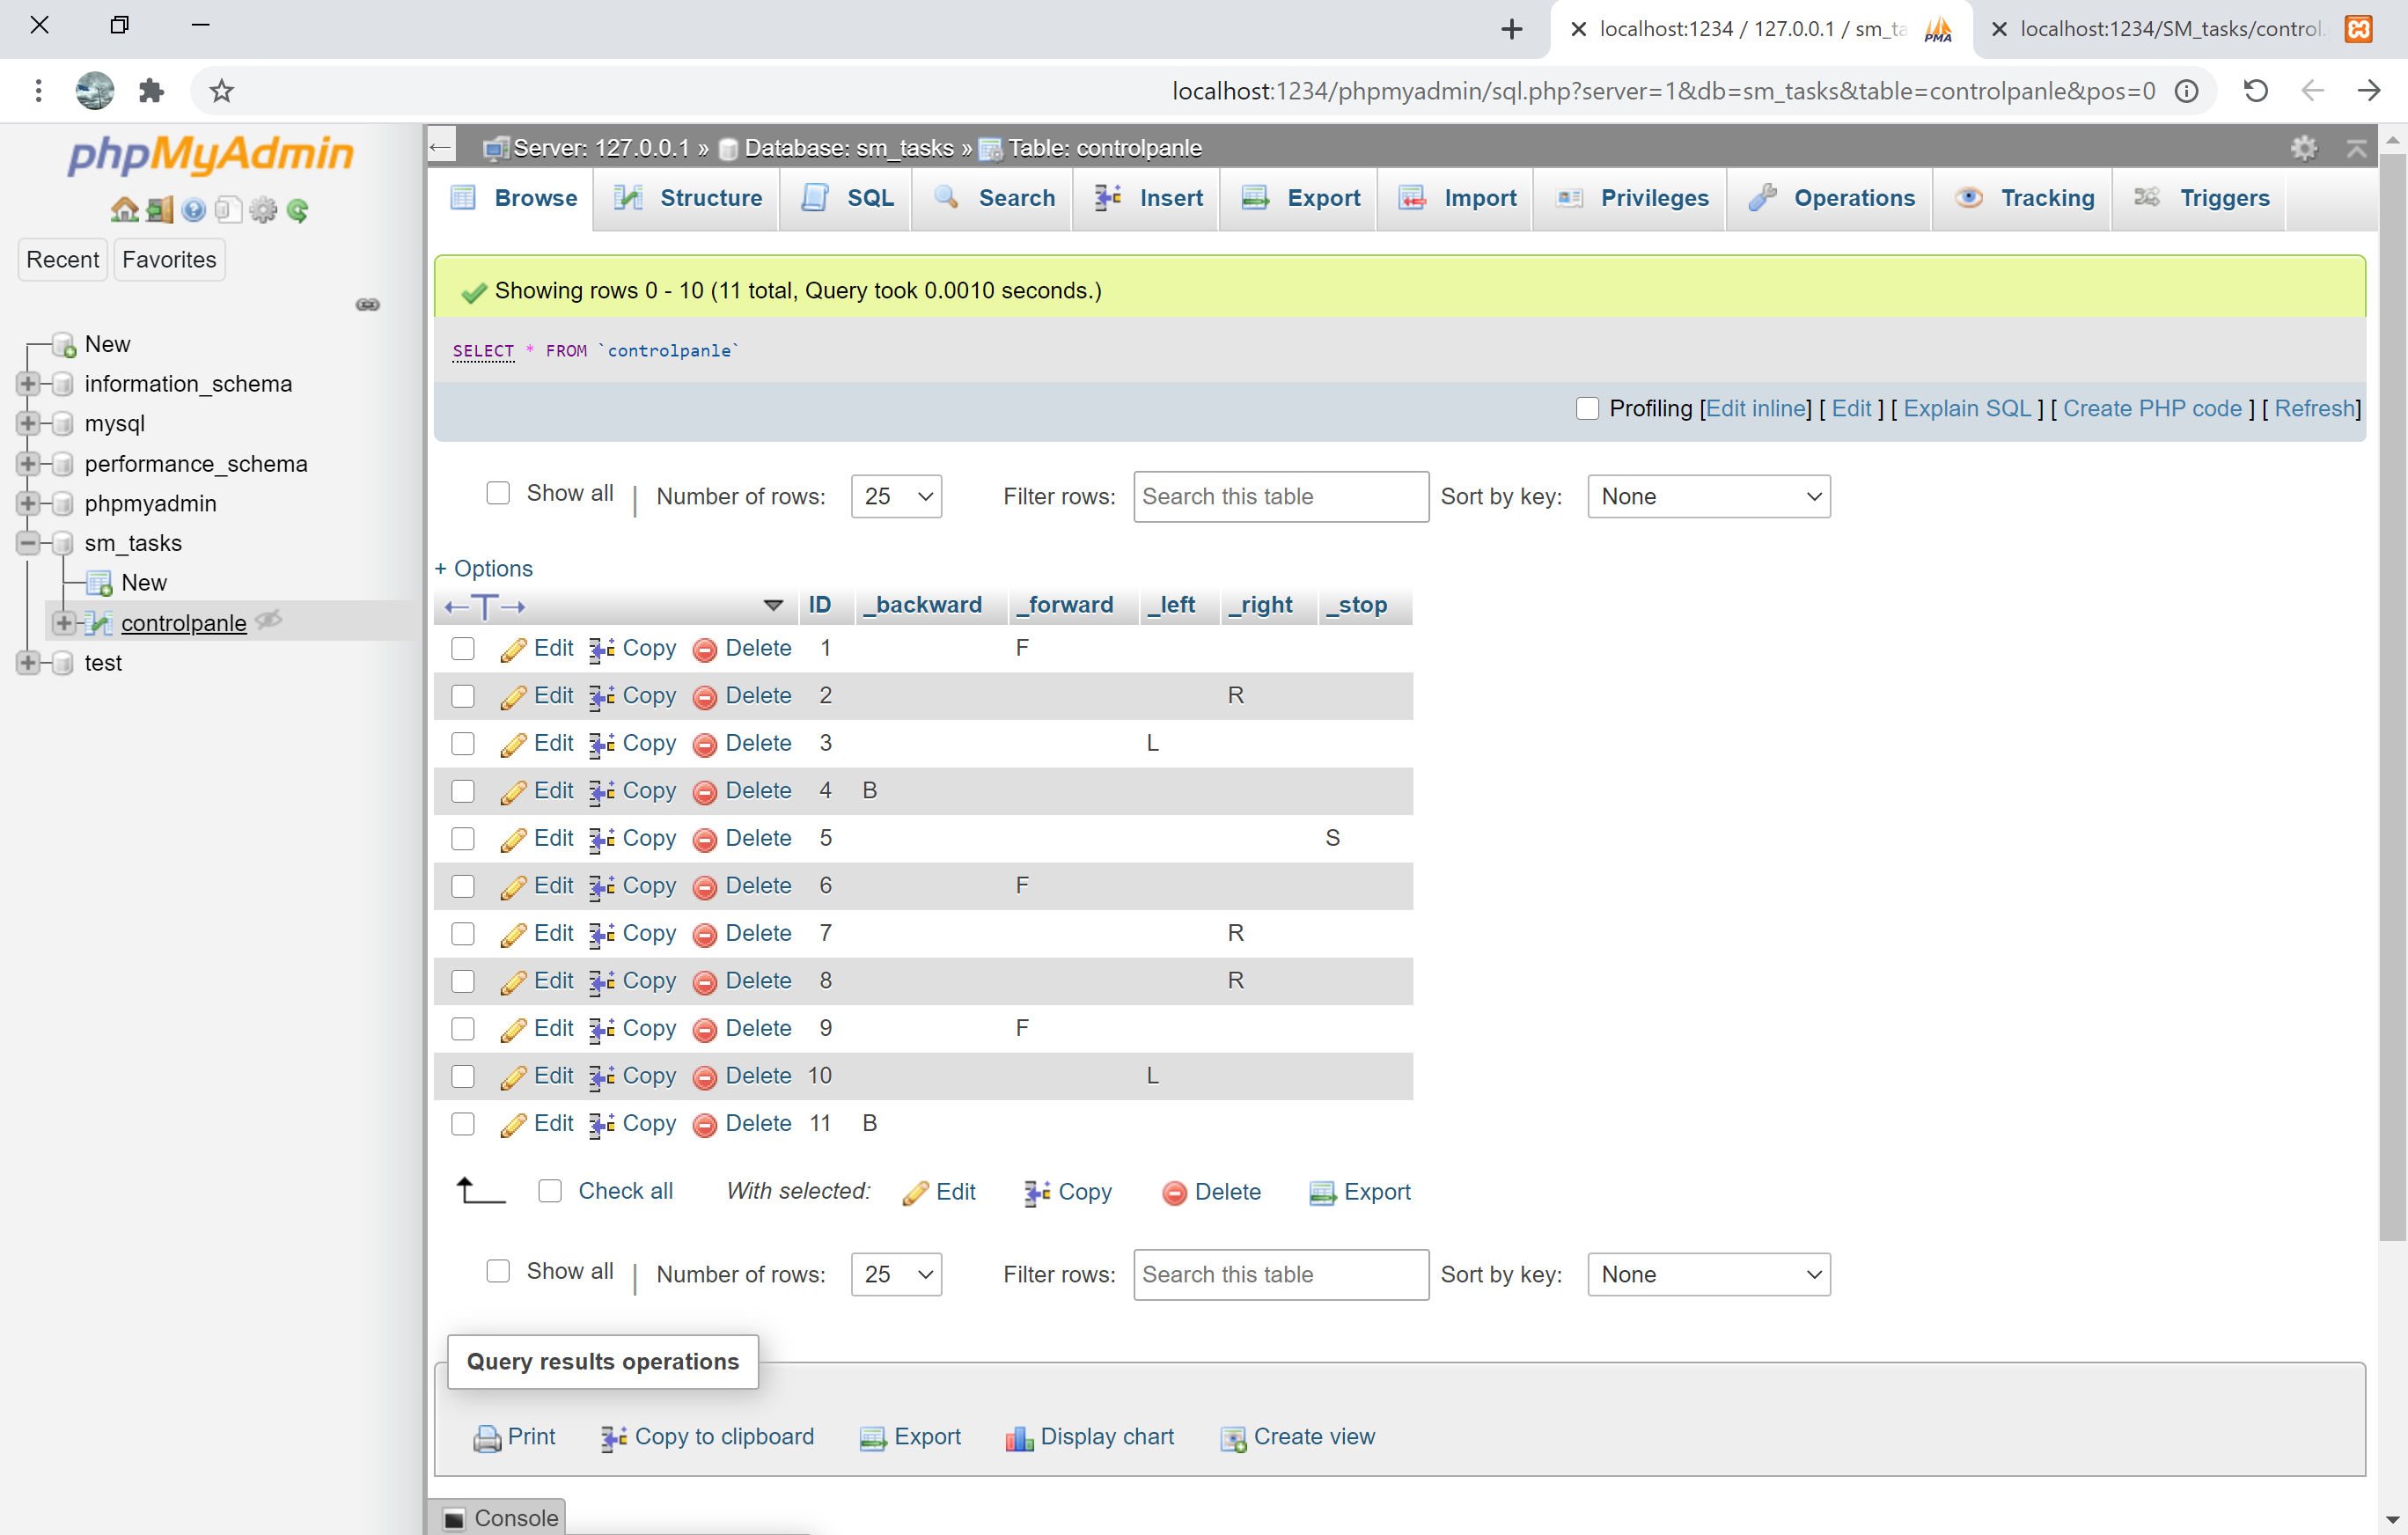 localhost:1234 / 127.0.0.1 / sm_ta
PMA
localhost:1234/SM_tasks/control.
localhost:1234/phpmyadmin/sql.php?server=1&db=sm_tasks&table=controlpanle&pos=0
phpMyAdmin
Recent Favorites
New
information_schema
mysql
performance_schema
phpmyadmin
sm_tasks
New
controlpanle
test
Server: 127.0.0.1 » Database: sm_tasks » Table: controlpanle
Browse Structure SQL Search Insert Export Import Privileges Operations Tracking Triggers
Showing rows 0 - 10 (11 total, Query took 0.0010 seconds.)
SELECT * FROM `controlpanle`
Profiling [Edit inline] [ Edit ] [ Explain SQL ] [ Create PHP code ] [ Refresh]
Show all | Number of rows: 25 Filter rows: Search this table Sort by key: None
+ Options
←T→ ID _backward _forward _left _right _stop
Edit Copy Delete 1 F
Edit Copy Delete 2 R
Edit Copy Delete 3 L
Edit Copy Delete 4 B
Edit Copy Delete 5 S
Edit Copy Delete 6 F
Edit Copy Delete 7 R
Edit Copy Delete 8 R
Edit Copy Delete 9 F
Edit Copy Delete 10 L
Edit Copy Delete 11 B
Check all With selected: Edit Copy Delete Export
Show all | Number of rows: 25 Filter rows: Search this table Sort by key: None
Query results operations
Print Copy to clipboard Export Display chart Create view
Console